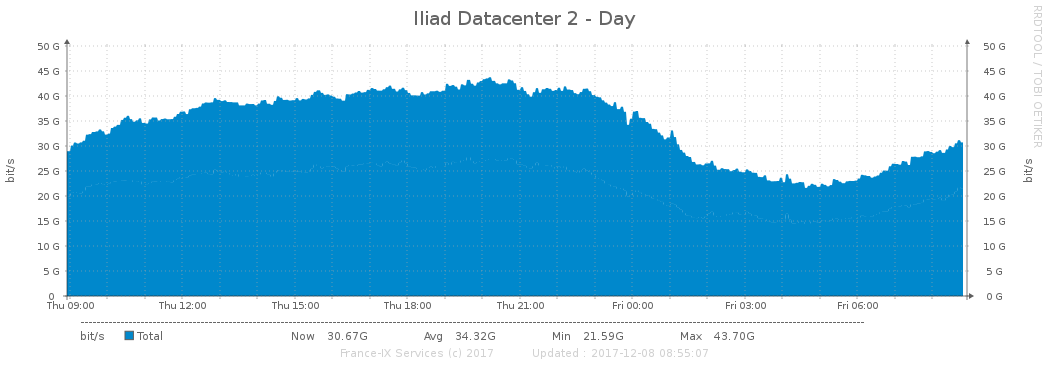 Iliad Datacenter 2 - Day
RRDTOOL / TOBI OETIKER
50 G 50 G
45 G 45 G
40 G 40 G
35 G 35 G
30 G 30 G
25 G 25 G
20 G 20 G
15 G 15 G
10 G 10 G
5 G 5 G
0 0 G
bit/s bit/s
Thu 09:00 Thu 12:00 Thu 15:00 Thu 18:00 Thu 21:00 Fri 00:00 Fri 03:00 Fri 06:00
bit/s Total Now 30.67G Avg 34.32G Min 21.59G Max 43.70G
France-IX Services (c) 2017 Updated : 2017-12-08 08:55:07